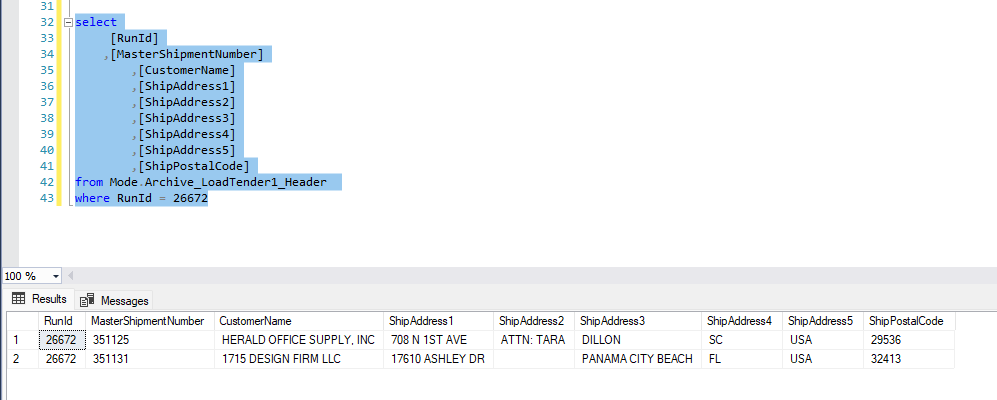 31
32 select
33 [RunId]
34 ,[MasterShipmentNumber]
35 ,[CustomerName]
36 ,[ShipAddress1]
37 ,[ShipAddress2]
38 ,[ShipAddress3]
39 ,[ShipAddress4]
40 ,[ShipAddress5]
41 ,[ShipPostalCode]
42 from Mode.Archive_LoadTender1_Header
43 where RunId = 26672
100 %
Results Messages
RunId MasterShipmentNumber CustomerName ShipAddress1 ShipAddress2 ShipAddress3 ShipAddress4 ShipAddress5 ShipPostalCode
1 26672 351125 HERALD OFFICE SUPPLY, INC 708 N 1ST AVE ATTN: TARA DILLON SC USA 29536
2 26672 351131 1715 DESIGN FIRM LLC 17610 ASHLEY DR PANAMA CITY BEACH FL USA 32413